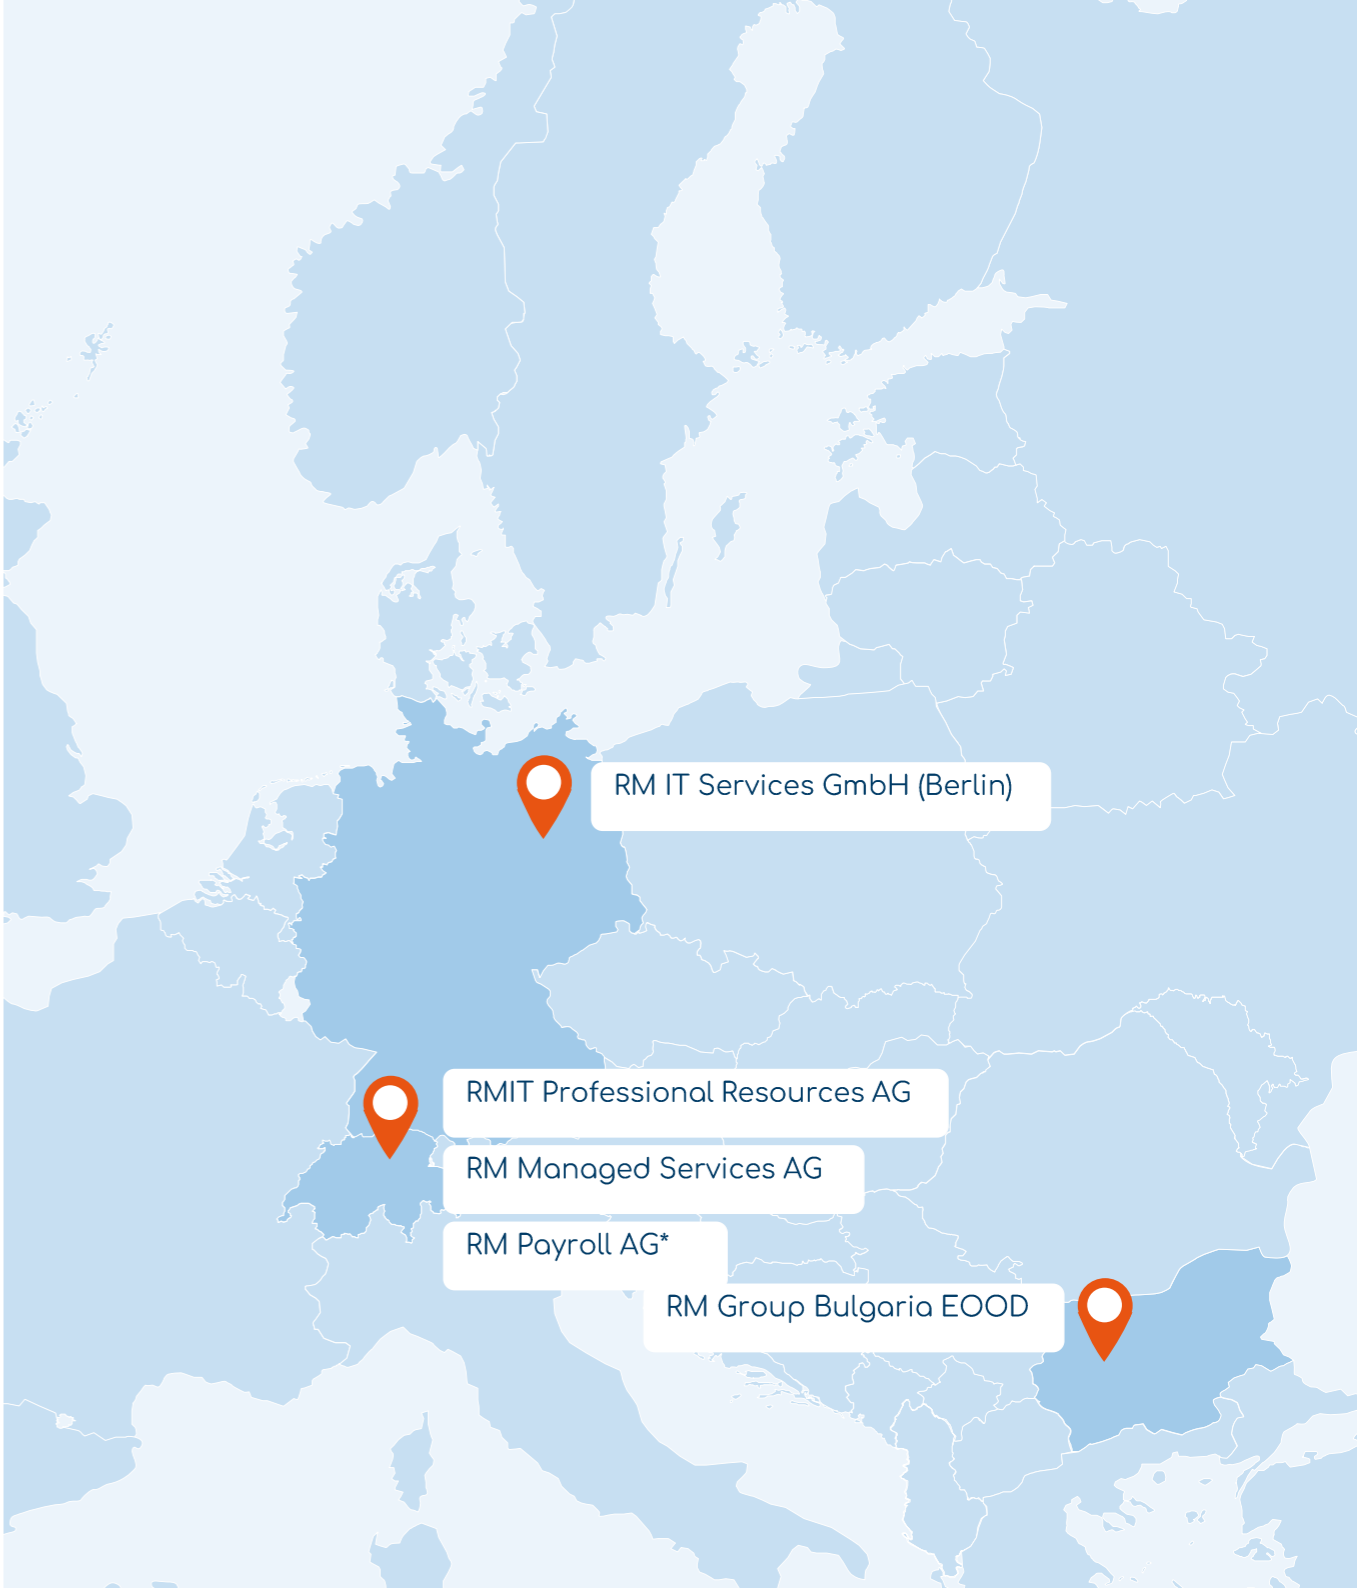 RM IT Services GmbH (Berlin)
RMIT Professional Resources AG
RM Managed Services AG
RM Payroll AG*
RM Group Bulgaria EOOD